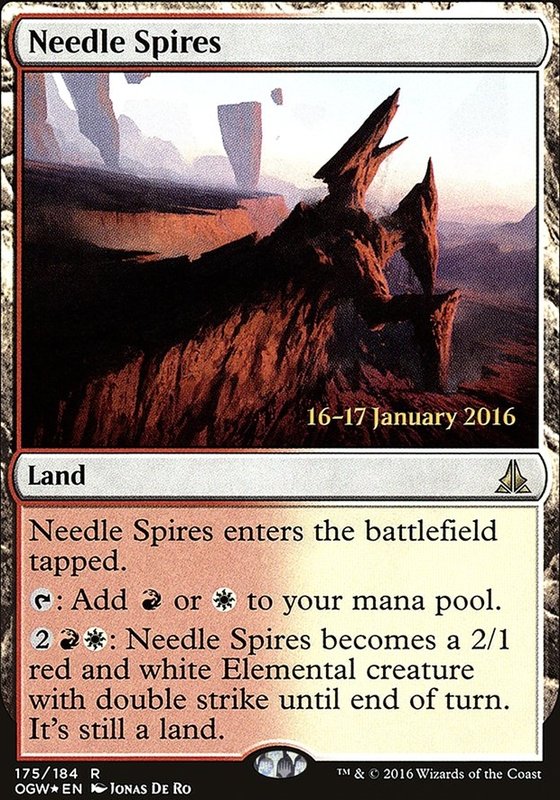 Needle Spires
16–17 January 2016
Land
Needle Spires enters the battlefield
tapped.
: Add or to your mana pool.
2 : Needle Spires becomes a 2/1
red and white Elemental creature
with double strike until end of turn.
It's still a land.
175/184 R
OGW★EN Jonas De Ro
™ & © 2016 Wizards of the Coast